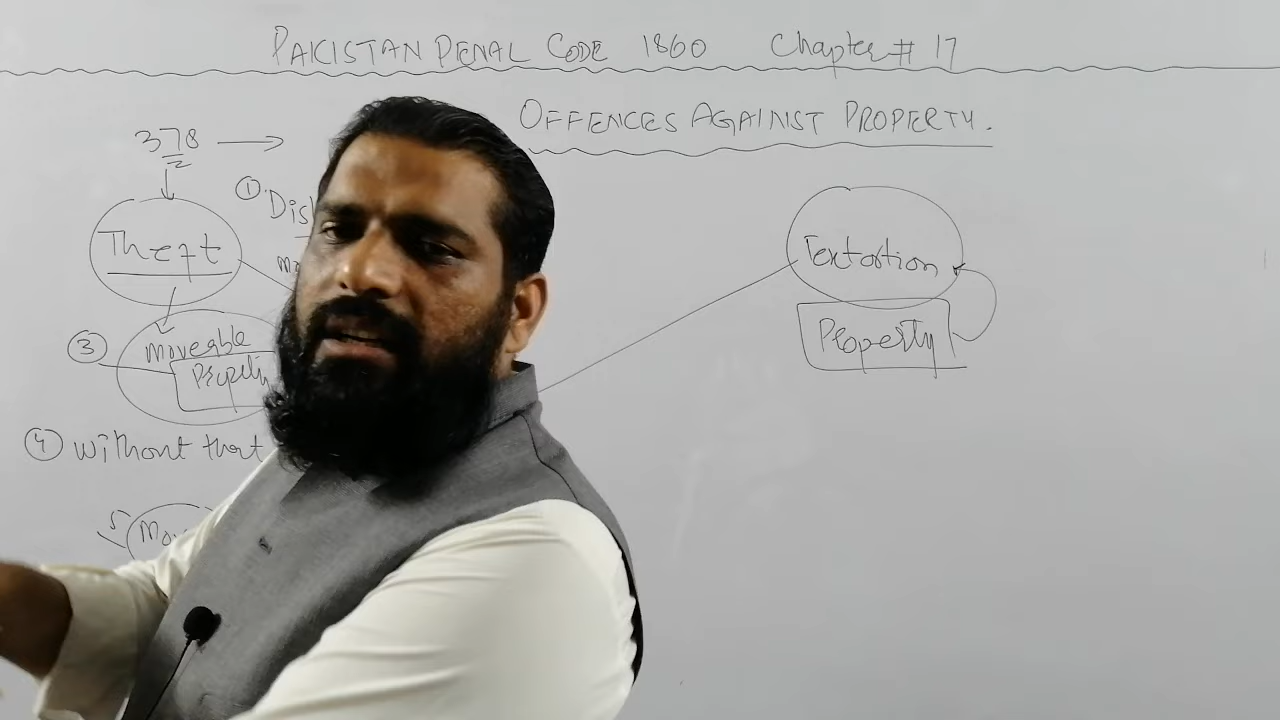 PAKISTAN PENAL CODE 1860 Chapter # 17
OFFENCES AGAINST PROPERTY.
378 →
① Dis
Theft
Extortion
Property
③ Moveable
Property
④ without that
5 Mov